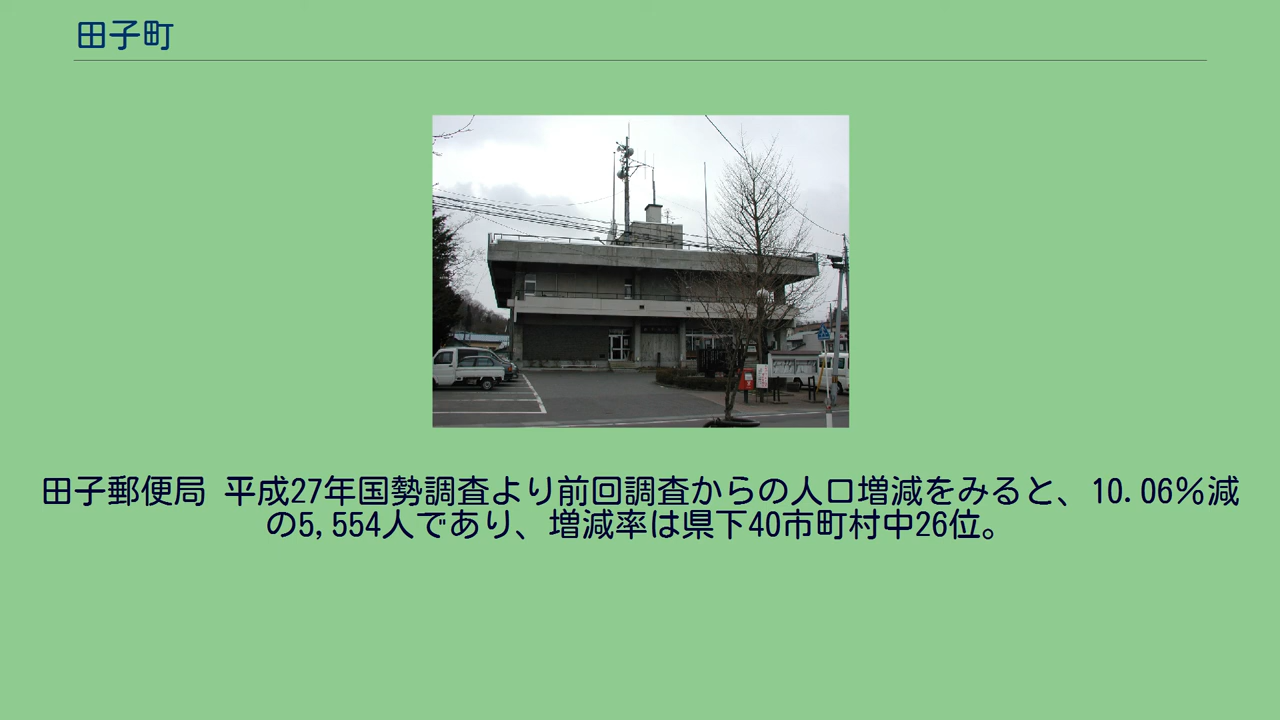 田子町
田子郵便局 平成27年国勢調査より前回調査からの人口増減をみると、10.06%減
の5,554人であり、増減率は県下40市町村中26位。